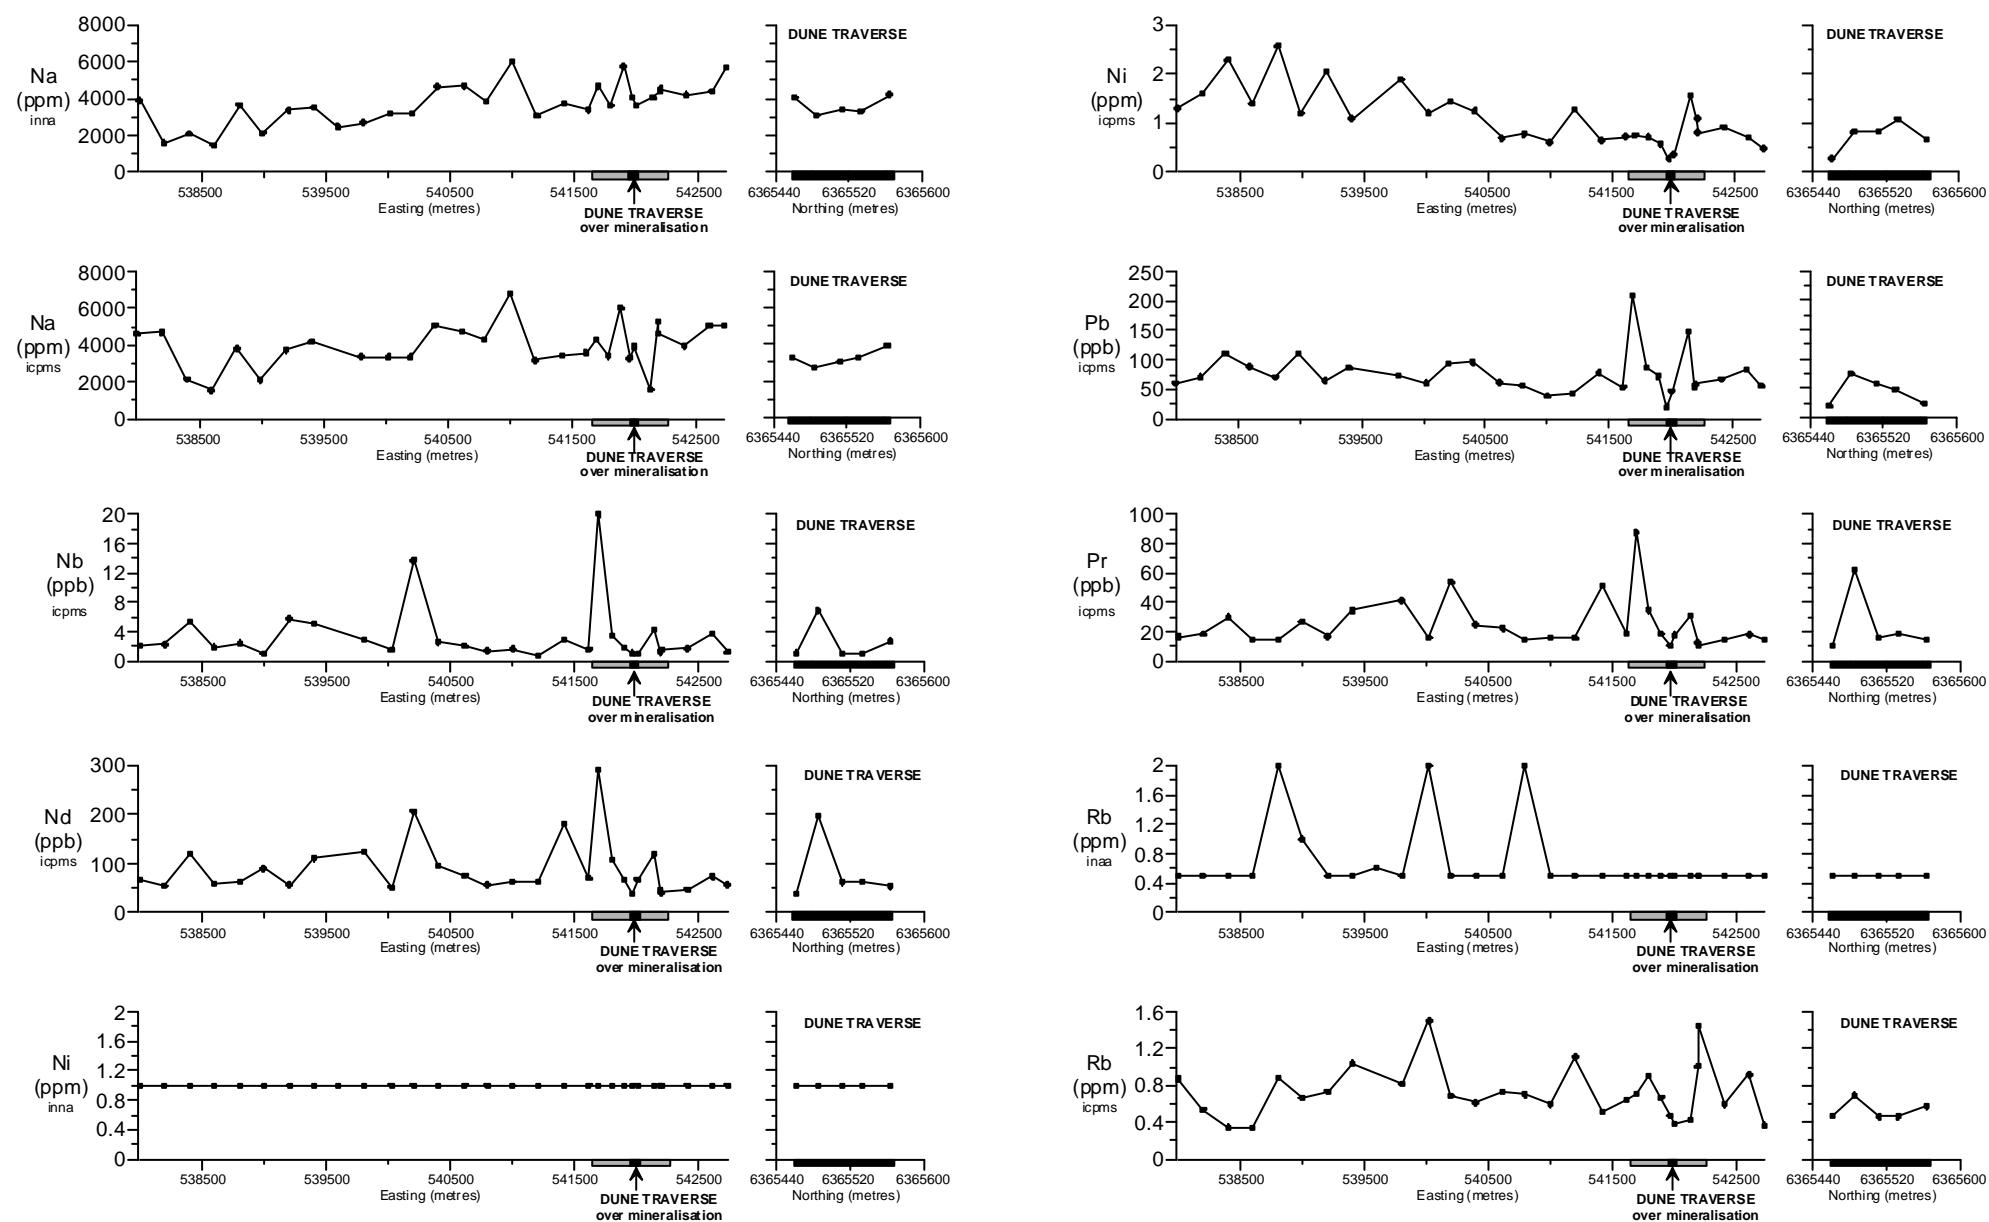 8000
6000
4000
2000
0
Na
(ppm)
inna
538500 539500 540500 541500 542500
Easting (metres)
DUNE TRAVERSE
over mineralisation
DUNE TRAVERSE
6365440 6365520 6365600
Northing (metres)
3
2
1
0
Ni
(ppm)
icpms
538500 539500 540500 541500 542500
Easting (metres)
DUNE TRAVERSE
over mineralisation
DUNE TRAVERSE
6365440 6365520 6365600
Northing (metres)
8000
6000
4000
2000
0
Na
(ppm)
icpms
538500 539500 540500 541500 542500
Easting (metres)
DUNE TRAVERSE
over mineralisation
DUNE TRAVERSE
6365440 6365520 6365600
Northing (metres)
250
200
150
100
50
0
Pb
(ppb)
icpms
538500 539500 540500 541500 542500
Easting (metres)
DUNE TRAVERSE
over mineralisation
DUNE TRAVERSE
6365440 6365520 6365600
Northing (metres)
20
16
12
8
4
0
Nb
(ppb)
icpms
538500 539500 540500 541500 542500
Easting (metres)
DUNE TRAVERSE
over mineralisation
DUNE TRAVERSE
6365440 6365520 6365600
Northing (metres)
100
80
60
40
20
0
Pr
(ppb)
icpms
538500 539500 540500 541500 542500
Easting (metres)
DUNE TRAVERSE
over mineralisation
DUNE TRAVERSE
6365440 6365520 6365600
Northing (metres)
300
200
100
0
Nd
(ppb)
icpms
538500 539500 540500 541500 542500
Easting (metres)
DUNE TRAVERSE
over mineralisation
DUNE TRAVERSE
6365440 6365520 6365600
Northing (metres)
2
1.6
1.2
0.8
0.4
0
Rb
(ppm)
inaa
538500 539500 540500 541500 542500
Easting (metres)
DUNE TRAVERSE
over mineralisation
DUNE TRAVERSE
6365440 6365520 6365600
Northing (metres)
2
1.6
1.2
0.8
0.4
0
Ni
(ppm)
inna
538500 539500 540500 541500 542500
Easting (metres)
DUNE TRAVERSE
over mineralisation
DUNE TRAVERSE
6365440 6365520 6365600
Northing (metres)
1.6
1.2
0.8
0.4
0
Rb
(ppm)
icpms
538500 539500 540500 541500 542500
Easting (metres)
DUNE TRAVERSE
over mineralisation
DUNE TRAVERSE
6365440 6365520 6365600
Northing (metres)